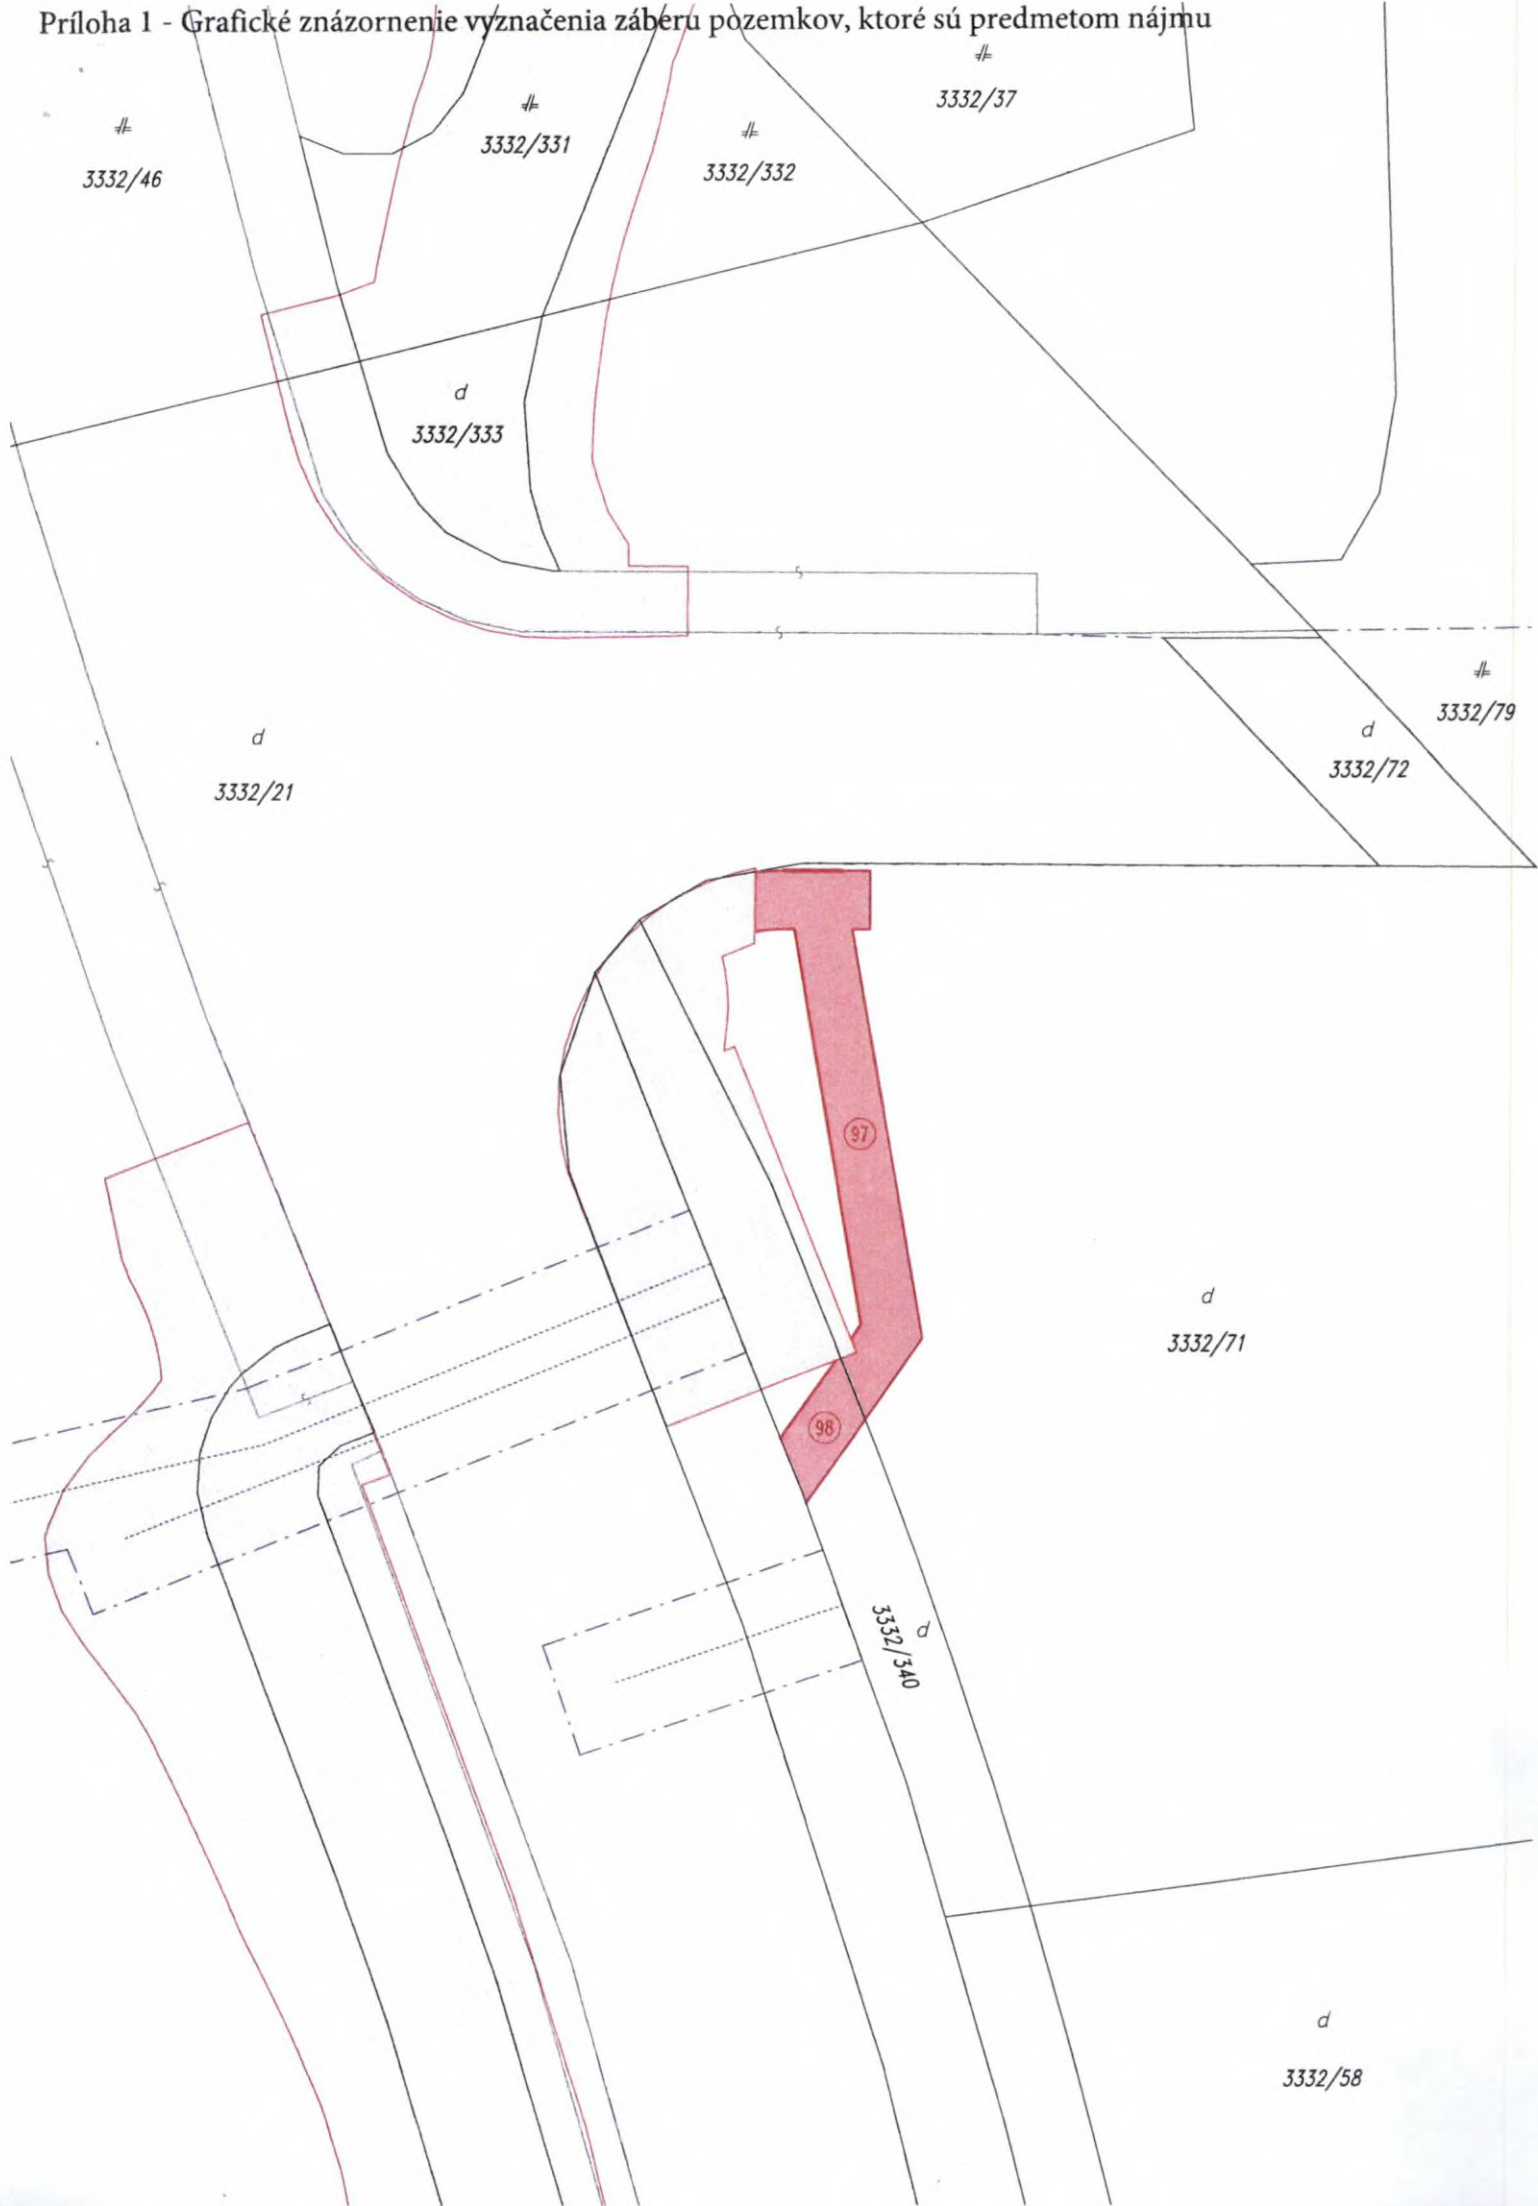 Príloha 1 - Grafické znázornenie vyznačenia záberu pozemkov, ktoré sú predmetom nájmu
3332/37
3332/331
3332/332
3332/46
d
3332/333
3332/79
d
3332/72
d
3332/21
97
d
3332/71
98
d
3332/340
d
3332/58